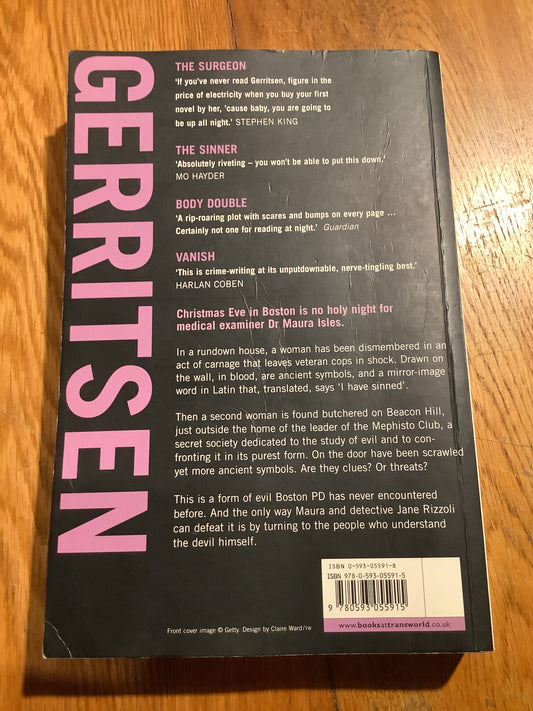 GERRITSEN
THE SURGEON
'If you've never read Gerritsen, figure in the
price of electricity when you buy your first
novel by her, 'cause baby, you are going to
be up all night.' STEPHEN KING
THE SINNER
'Absolutely riveting – you won't be able to put this down.'
MO HAYDER
BODY DOUBLE
'A rip-roaring plot with scares and bumps on every page ...
Certainly not one for reading at night.' Guardian
VANISH
'This is crime-writing at its unputdownable, nerve-tingling best.'
HARLAN COBEN
Christmas Eve in Boston is no holy night for
medical examiner Dr Maura Isles.
In a rundown house, a woman has been dismembered in an
act of carnage that leaves veteran cops in shock. Drawn on
the wall, in blood, are ancient symbols, and a mirror-image
word in Latin that, translated, says 'I have sinned'.
Then a second woman is found butchered on Beacon Hill,
just outside the home of the leader of the Mephisto Club, a
secret society dedicated to the study of evil and to con-
fronting it in its purest form. On the door have been scrawled
yet more ancient symbols. Are they clues? Or threats?
This is a form of evil Boston PD has never encountered
before. And the only way Maura and detective Jane Rizzoli
can defeat it is by turning to the people who understand
the devil himself.
ISBN 0-593-05591-8
ISBN 978-0-593-05591-5
9 780593 055915
www.booksattransworld.co.uk
Front cover image © Getty. Design by Claire Ward/TW